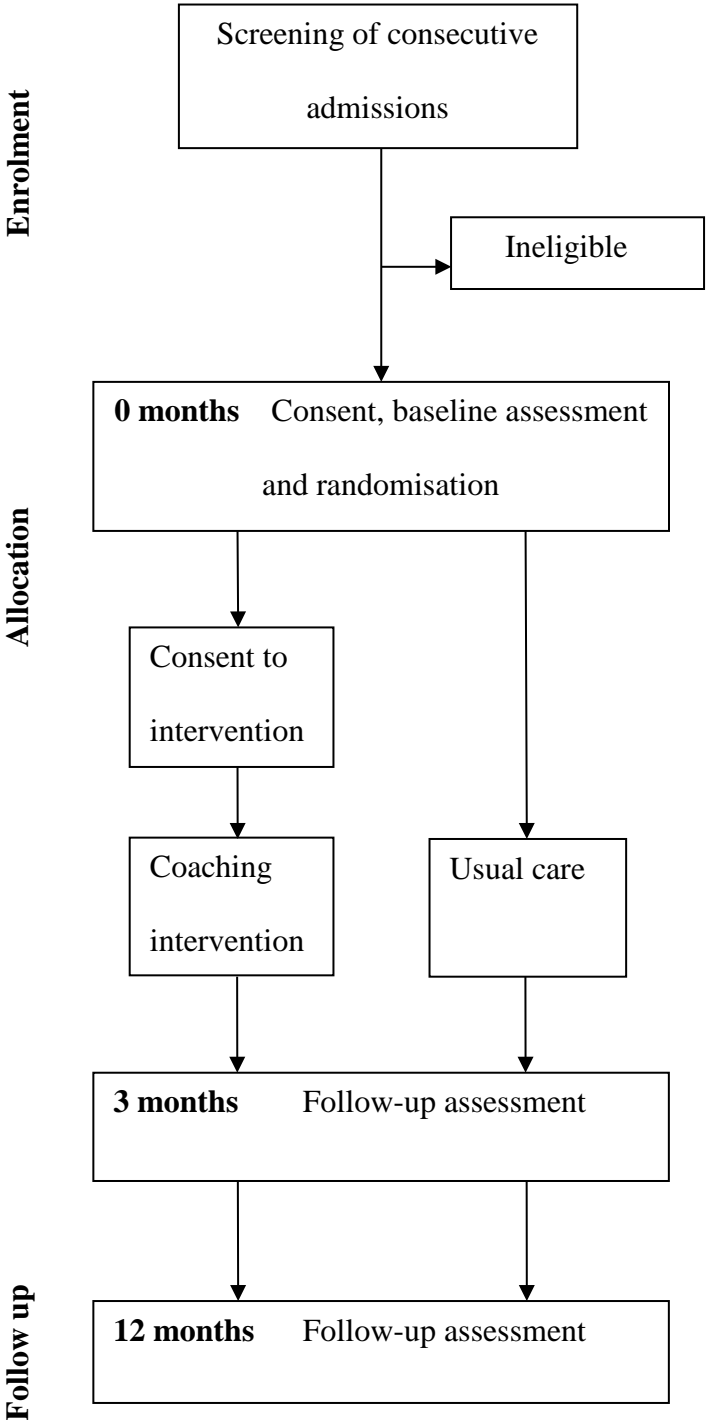 Enrolment
Screening of consecutive
admissions
Ineligible
Allocation
0 months Consent, baseline assessment
and randomisation
Consent to
intervention
Coaching
intervention
Usual care
Follow up
3 months Follow-up assessment
12 months Follow-up assessment